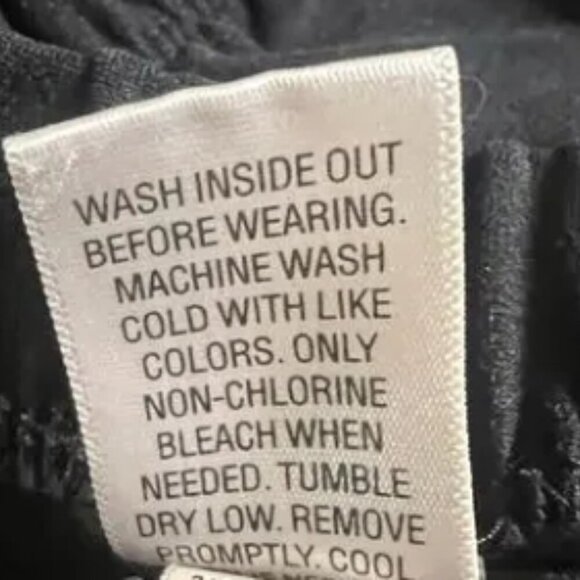 WASH INSIDE OUT
BEFORE WEARING.
MACHINE WASH
COLD WITH LIKE
COLORS. ONLY
NON-CHLORINE
BLEACH WHEN
NEEDED. TUMBLE
DRY LOW. REMOVE
PROMPTLY. COOL